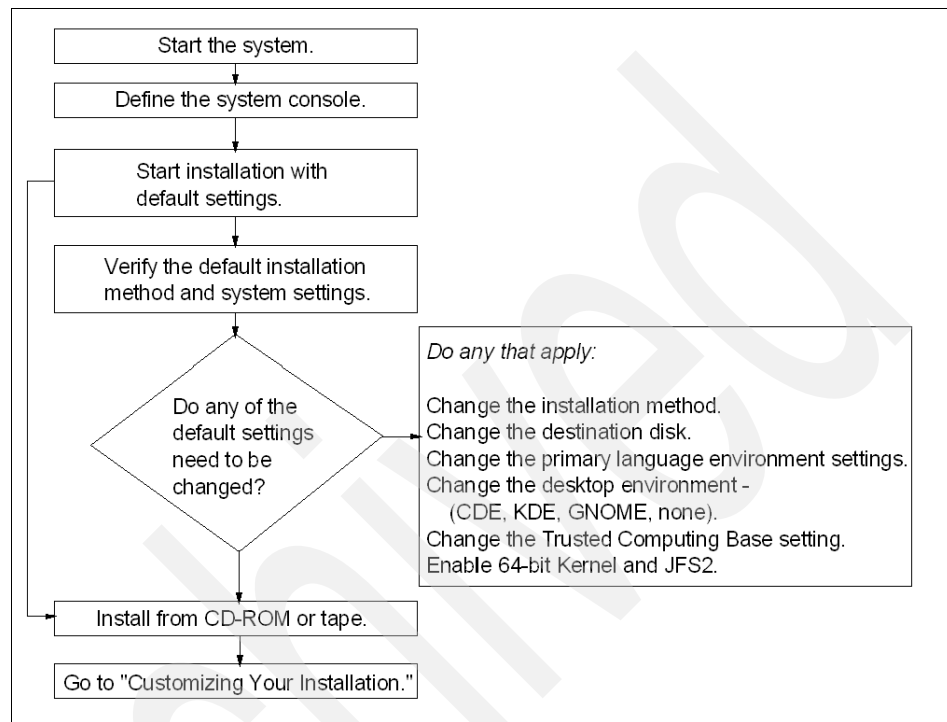 Start the system.
Define the system console.
Start installation with
default settings.
Verify the default installation
method and system settings.
Do any of the
default settings
need to be
changed?
Do any that apply:
Change the installation method.
Change the destination disk.
Change the primary language environment settings.
Change the desktop environment -
(CDE, KDE, GNOME, none).
Change the Trusted Computing Base setting.
Enable 64-bit Kernel and JFS2.
Install from CD-ROM or tape.
Go to "Customizing Your Installation."